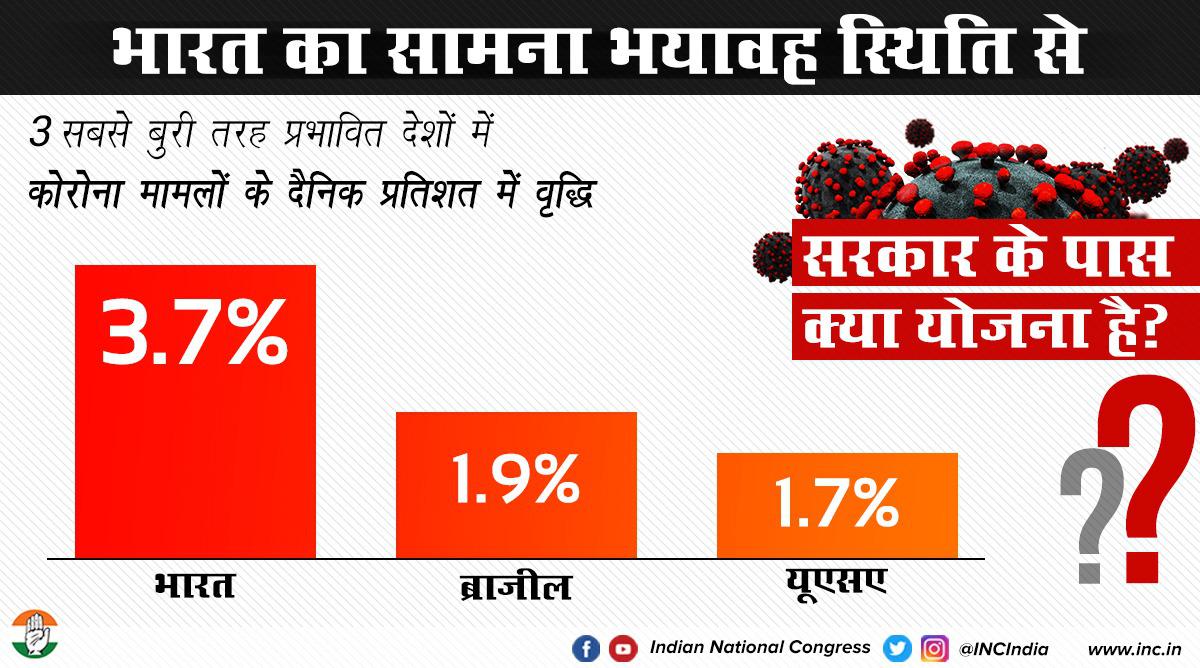 भारत का सामना भयावह स्थिति से
3 सबसे बुरी तरह प्रभावित देशों में
कोरोना मामलों के दैनिक प्रतिशत में वृद्धि
सरकार के पास
क्या योजना है?
3.7%
1.9%
1.7%
भारत
ब्राजील
यूएसए
??
Indian National Congress
@INCIndia
www.inc.in